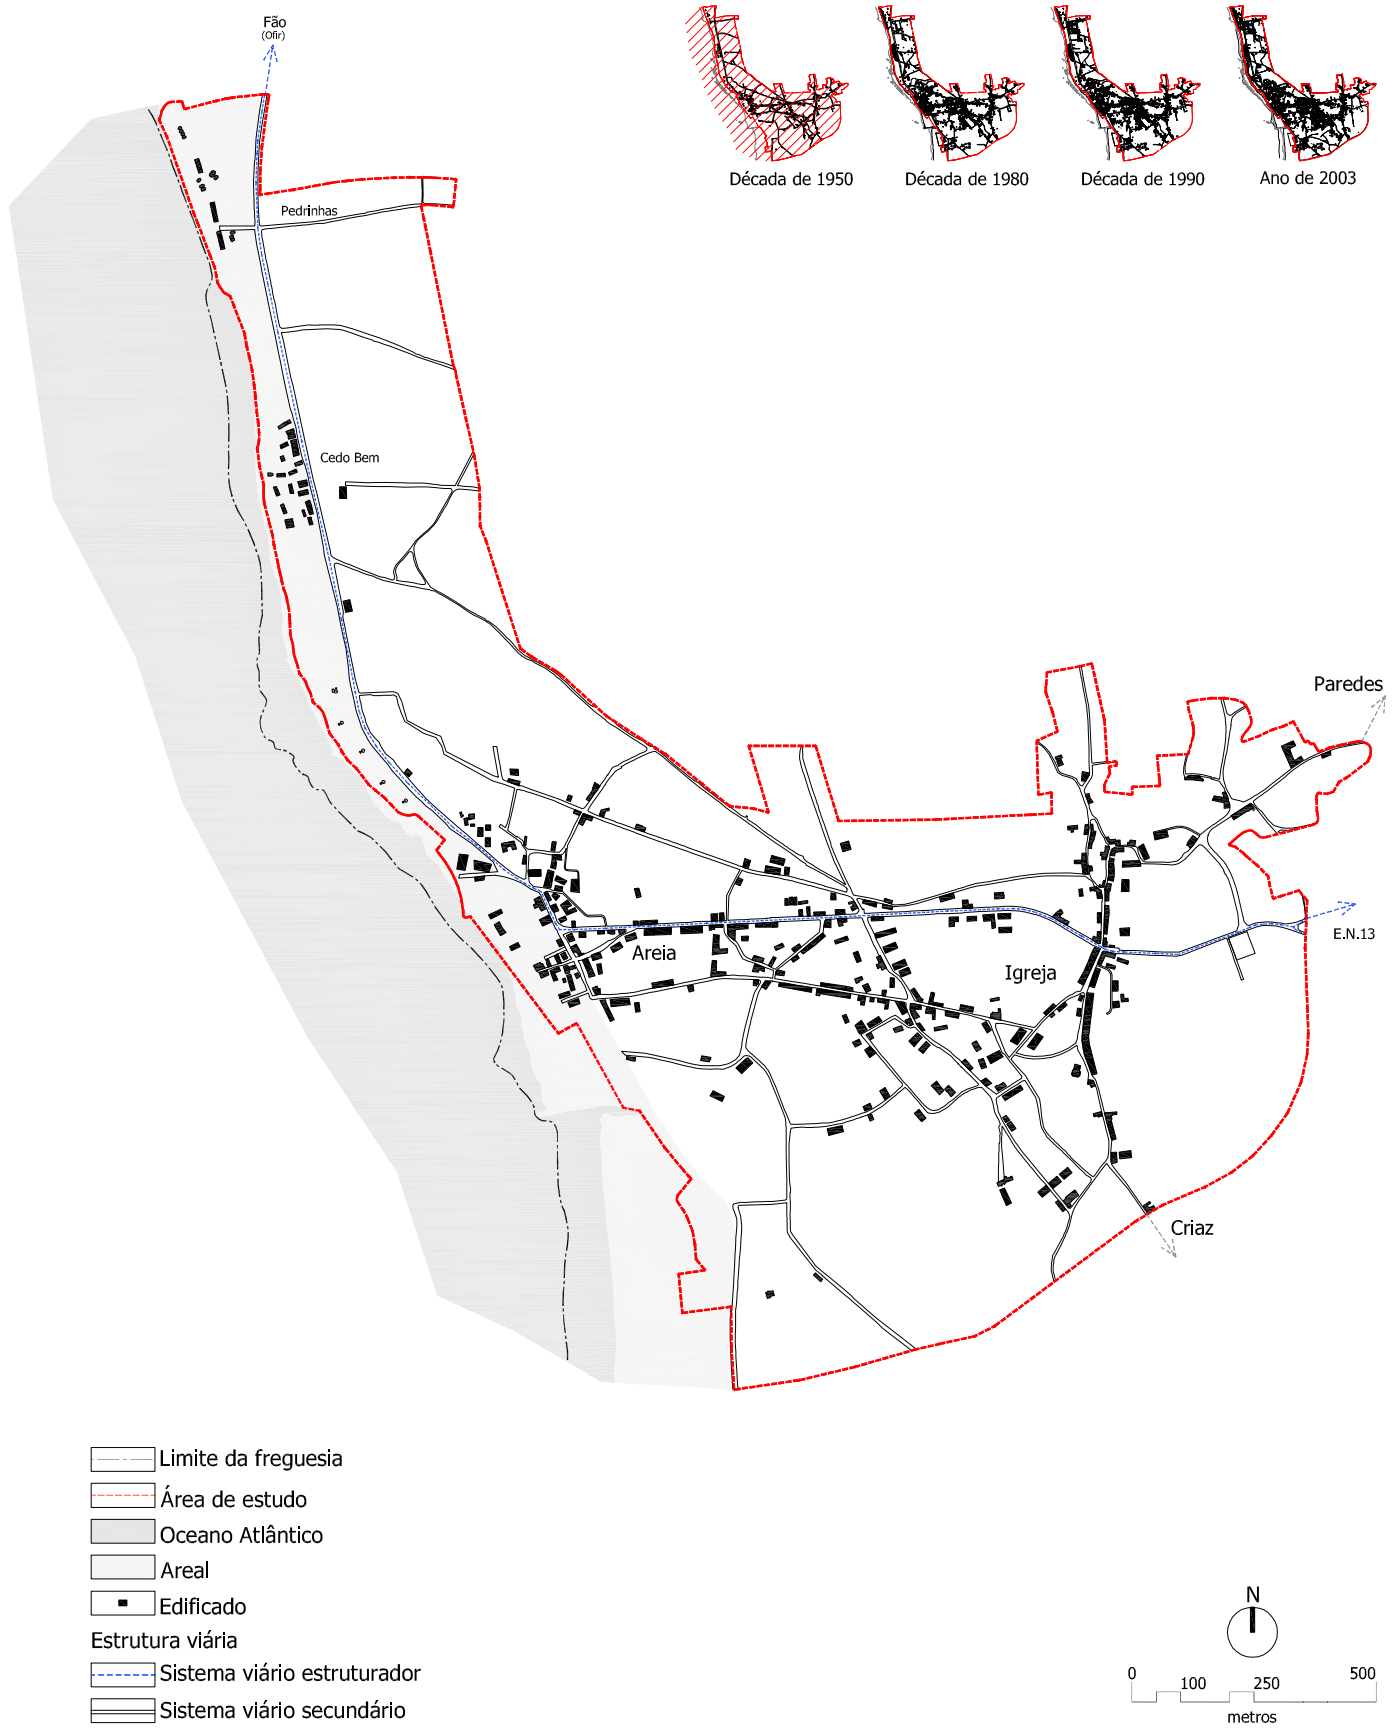 Fão
(Ofir)
Década de 1950
Década de 1980
Década de 1990
Ano de 2003
Pedrinhas
Cedo Bem
Paredes
E.N.13
Areia
Igreja
Criaz
Limite da freguesia
Área de estudo
Oceano Atlântico
Areal
Edificado
Estrutura viária
Sistema viário estruturador
Sistema viário secundário
N
0 100 250 500
metros